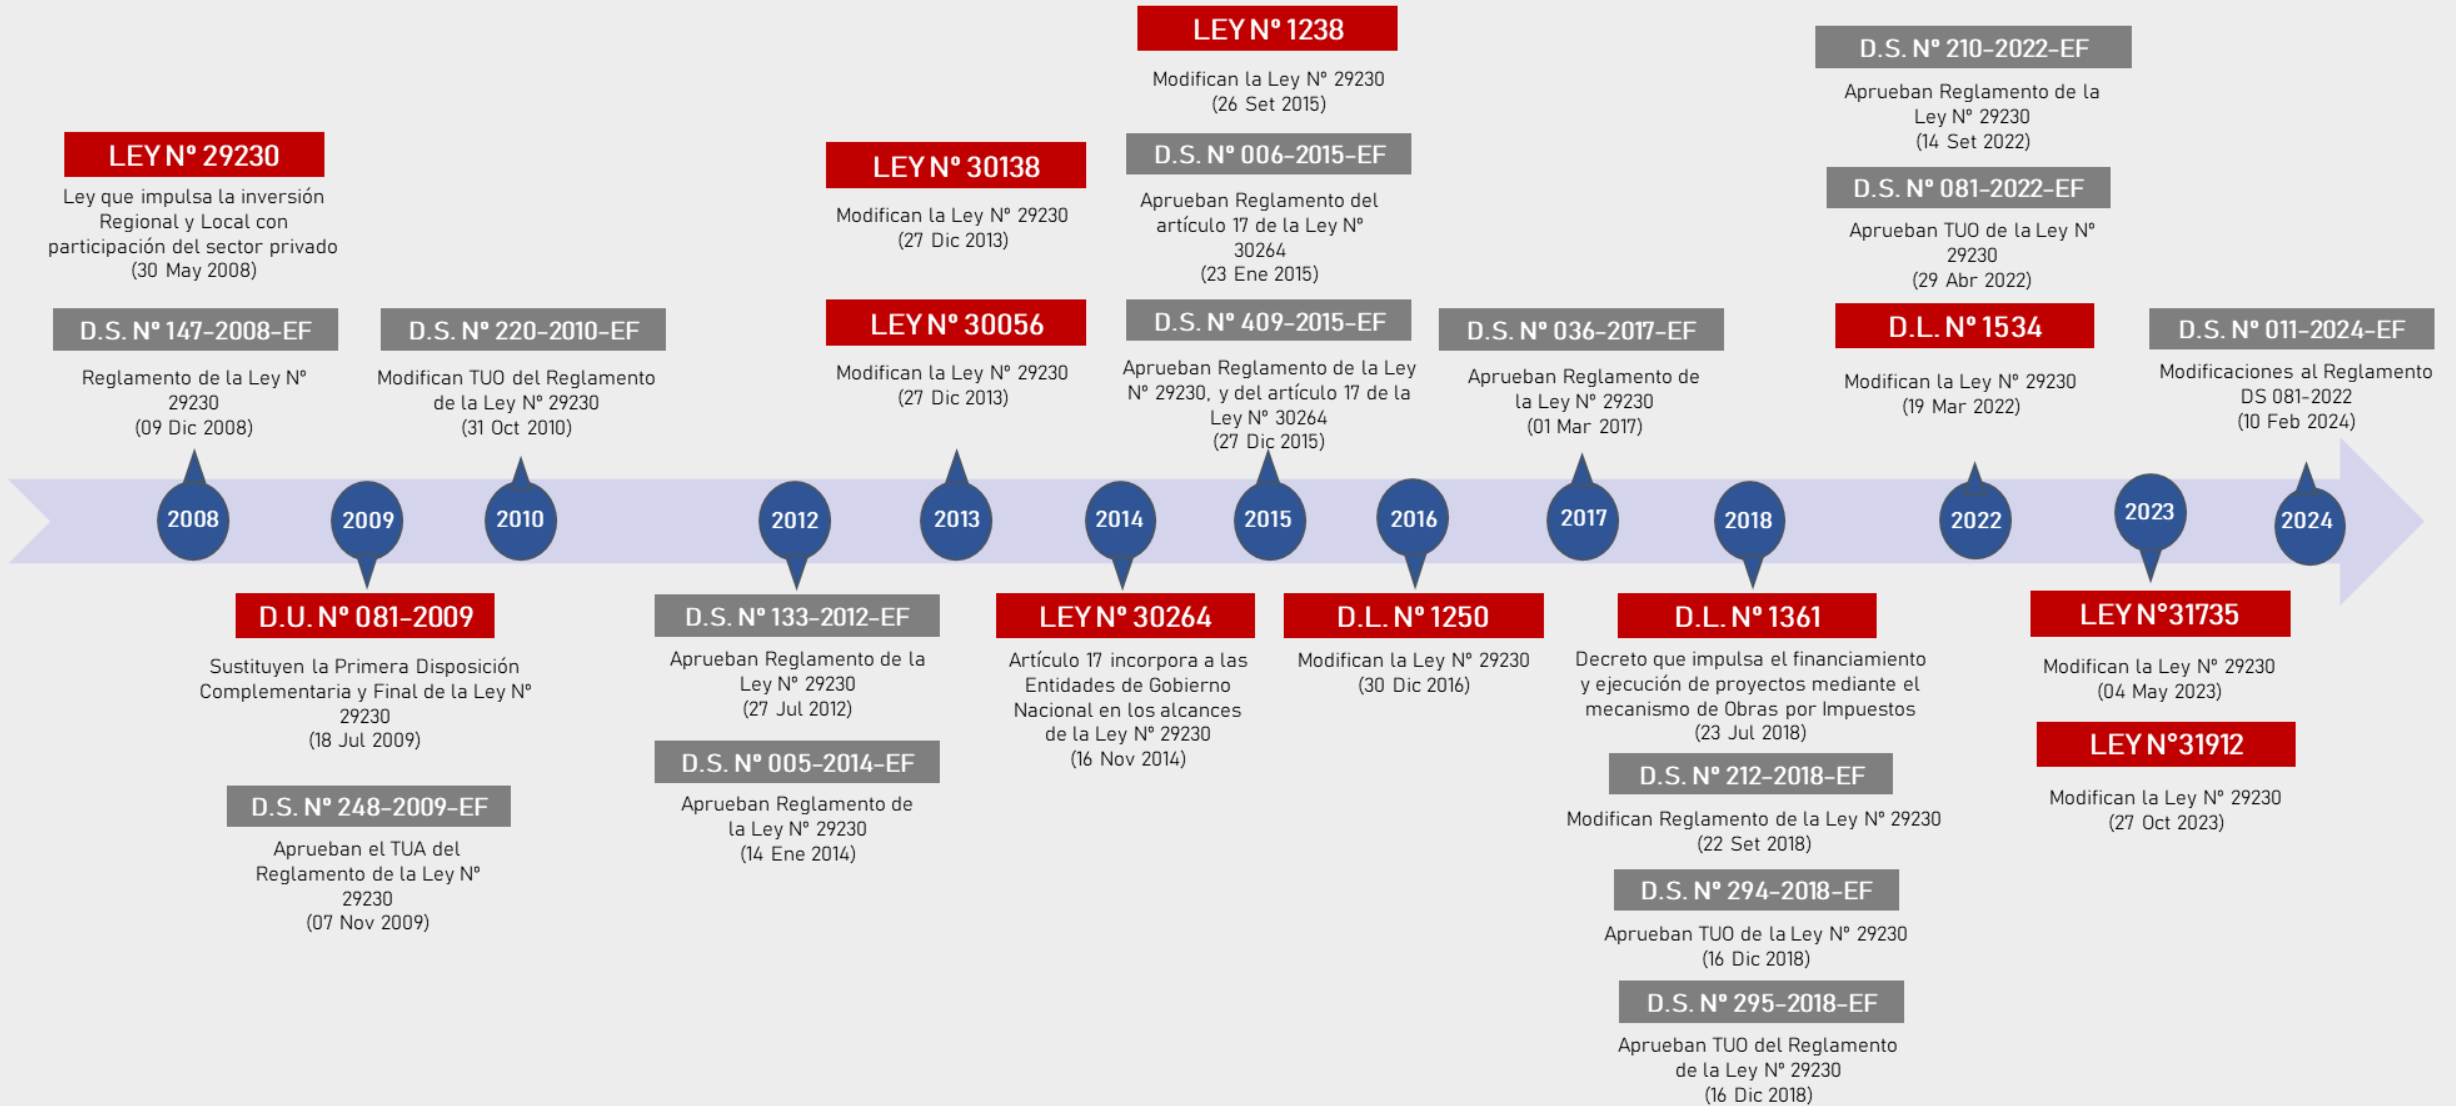 LEY Nº 29230
Ley que impulsa la inversión
Regional y Local con
participación del sector privado
(30 May 2008)
D.S. Nº 147-2008-EF
Reglamento de la Ley Nº
29230
(09 Dic 2008)
D.S. Nº 220-2010-EF
Modifican TUO del Reglamento
de la Ley Nº 29230
(31 Oct 2010)
LEY Nº 30138
Modifican la Ley Nº 29230
(27 Dic 2013)
LEY Nº 30056
Modifican la Ley Nº 29230
(27 Dic 2013)
LEY Nº 1238
Modifican la Ley Nº 29230
(26 Set 2015)
D.S. Nº 006-2015-EF
Aprueban Reglamento del
artículo 17 de la Ley Nº
30264
(23 Ene 2015)
D.S. Nº 409-2015-EF
Aprueban Reglamento de la Ley
Nº 29230, y del artículo 17 de la
Ley Nº 30264
(27 Dic 2015)
D.S. Nº 036-2017-EF
Aprueban Reglamento de
la Ley Nº 29230
(01 Mar 2017)
D.S. Nº 210-2022-EF
Aprueban Reglamento de la
Ley Nº 29230
(14 Set 2022)
D.S. Nº 081-2022-EF
Aprueban TUO de la Ley Nº
29230
(29 Abr 2022)
D.L. Nº 1534
Modifican la Ley Nº 29230
(19 Mar 2022)
D.S. Nº 011-2024-EF
Modificaciones al Reglamento
DS 081-2022
(10 Feb 2024)
2008
2009
2010
2012
2013
2014
2015
2016
2017
2018
2022
2023
2024
D.U. Nº 081-2009
Sustituyen la Primera Disposición
Complementaria y Final de la Ley Nº
29230
(18 Jul 2009)
D.S. Nº 248-2009-EF
Aprueban el TUA del
Reglamento de la Ley Nº
29230
(07 Nov 2009)
D.S. Nº 133-2012-EF
Aprueban Reglamento de la
Ley Nº 29230
(27 Jul 2012)
D.S. Nº 005-2014-EF
Aprueban Reglamento de
la Ley Nº 29230
(14 Ene 2014)
LEY Nº 30264
Artículo 17 incorpora a las
Entidades de Gobierno
Nacional en los alcances
de la Ley Nº 29230
(16 Nov 2014)
D.L. Nº 1250
Modifican la Ley Nº 29230
(30 Dic 2016)
D.L. Nº 1361
Decreto que impulsa el financiamiento
y ejecución de proyectos mediante el
mecanismo de Obras por Impuestos
(23 Jul 2018)
D.S. Nº 212-2018-EF
Modifican Reglamento de la Ley Nº 29230
(22 Set 2018)
D.S. Nº 294-2018-EF
Aprueban TUO de la Ley Nº 29230
(16 Dic 2018)
D.S. Nº 295-2018-EF
Aprueban TUO del Reglamento
de la Ley Nº 29230
(16 Dic 2018)
LEY N°31735
Modifican la Ley Nº 29230
(04 May 2023)
LEY N°31912
Modifican la Ley Nº 29230
(27 Oct 2023)